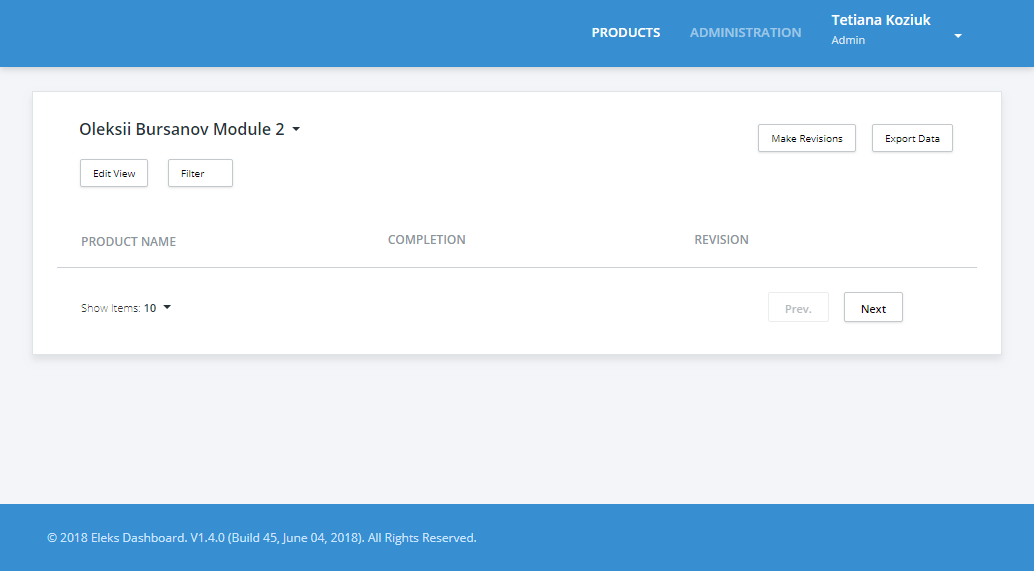 PRODUCTS ADMINISTRATION Tetiana Koziuk
Admin
Oleksii Bursanov Module 2
Make Revisions Export Data
Edit View Filter
PRODUCT NAME COMPLETION REVISION
Show Items: 10 Prev. Next
© 2018 Eleks Dashboard. V1.4.0 (Build 45, June 04, 2018). All Rights Reserved.